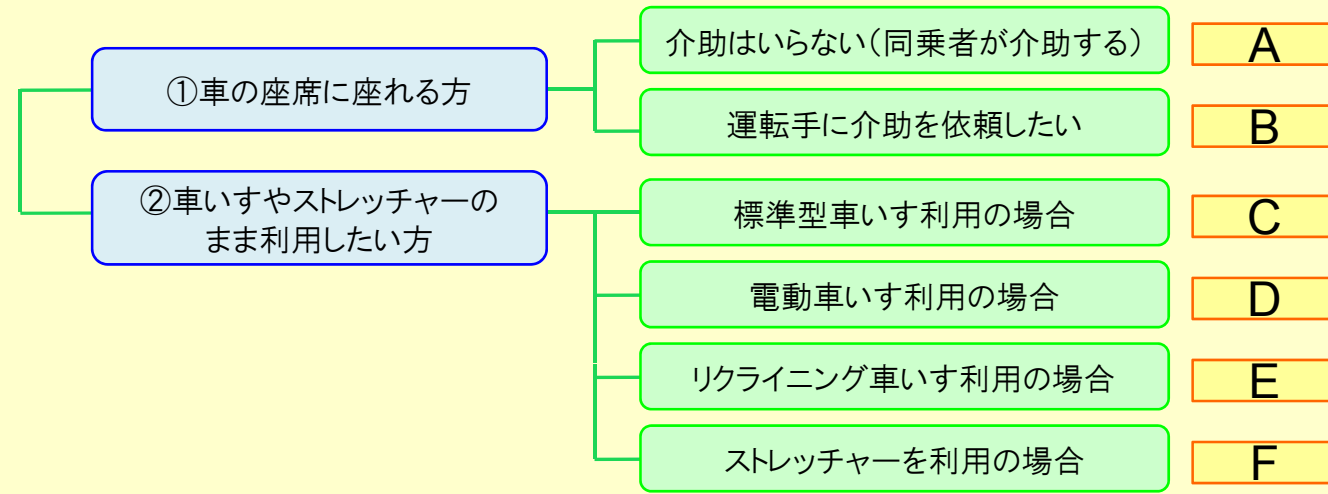 ①車の座席に座れる方
介助はいらない（同乗者が介助する）
A
運転手に介助を依頼したい
B
②車いすやストレッチャーの
まま利用したい方
標準型車いす利用の場合
C
電動車いす利用の場合
D
リクライニング車いす利用の場合
E
ストレッチャーを利用の場合
F